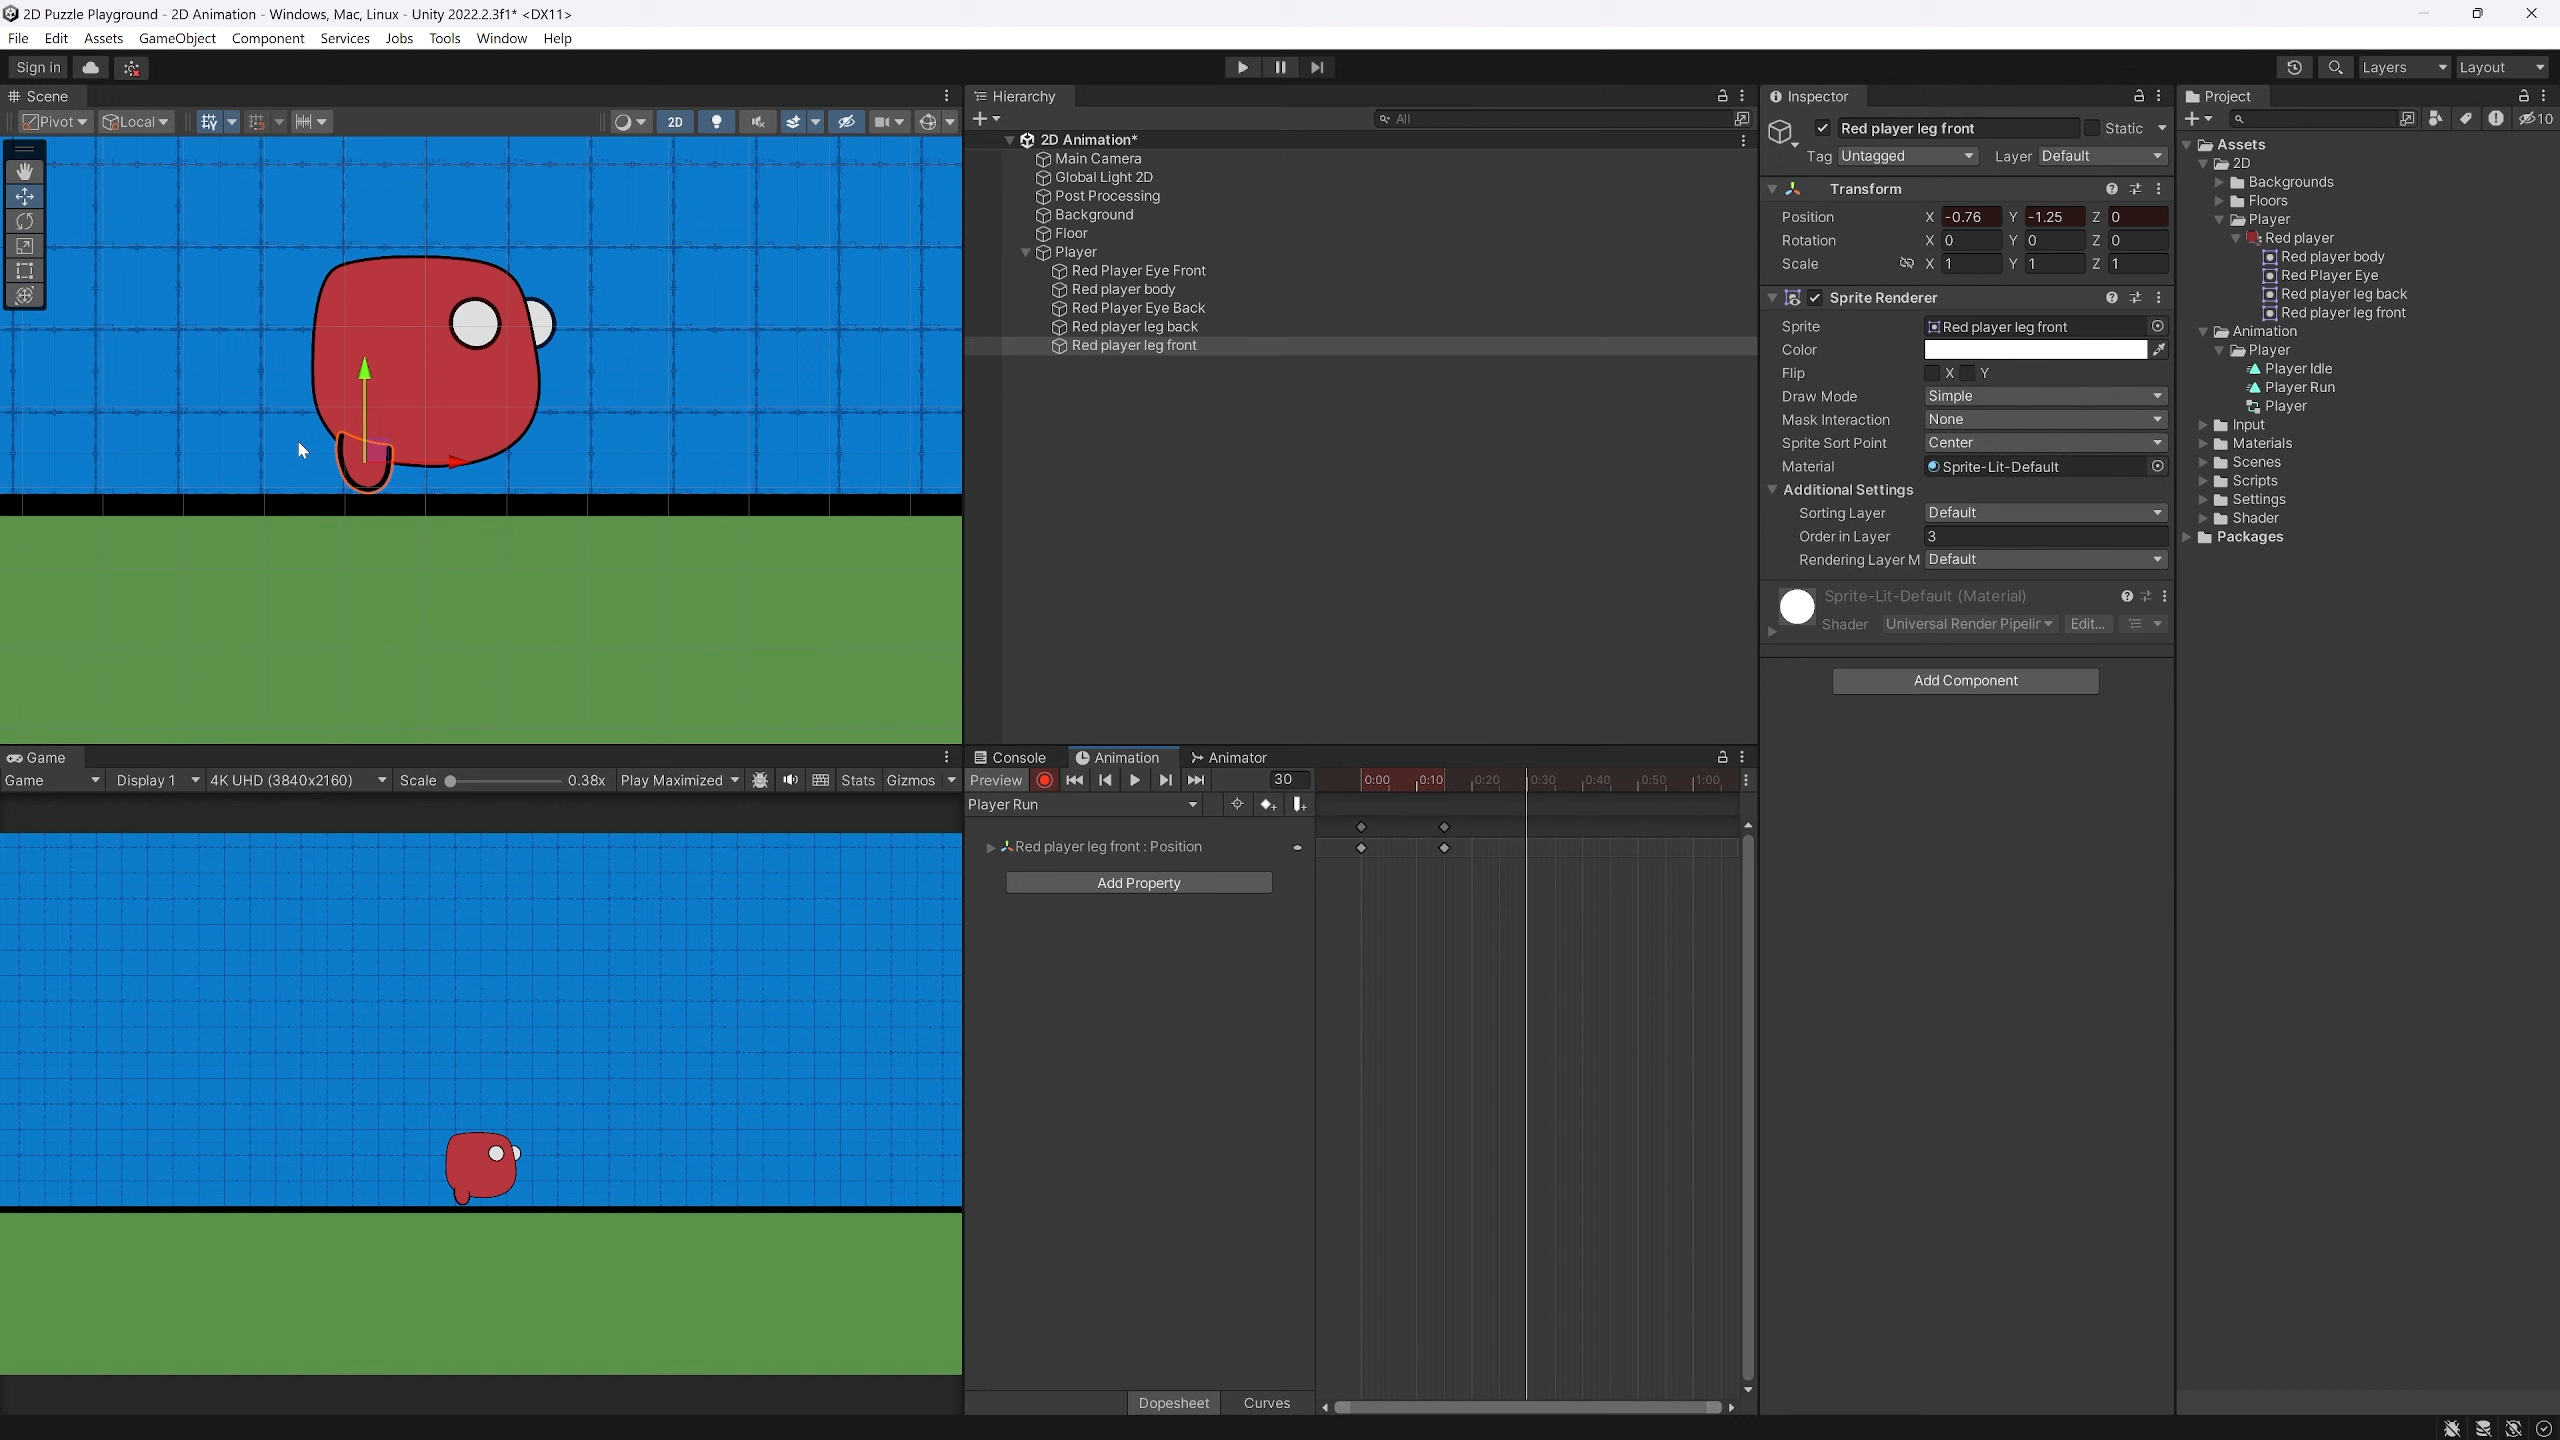 2D Puzzle Playground - 2D Animation - Windows, Mac, Linux - Unity 2022.2.3f1* <DX11>
File Edit Assets GameObject Component Services Jobs Tools Window Help
Sign in
Layers
Layout
Scene
Pivot
Local
2D
Hierarchy
All
2D Animation*
Main Camera
Global Light 2D
Post Processing
Background
Floor
Player
Red Player Eye Front
Red player body
Red Player Eye Back
Red player leg back
Red player leg front
Inspector
Red player leg front
Static
Tag Untagged
Layer Default
Transform
Position X -0.76 Y -1.25 Z 0
Rotation X 0 Y 0 Z 0
Scale X 1 Y 1 Z 1
Sprite Renderer
Sprite Red player leg front
Color
Flip X Y
Draw Mode Simple
Mask Interaction None
Sprite Sort Point Center
Material Sprite-Lit-Default
Additional Settings
Sorting Layer Default
Order in Layer 3
Rendering Layer M Default
Sprite-Lit-Default (Material)
Shader Universal Render Pipelir Edit...
Add Component
Project
10
Assets
2D
Backgrounds
Floors
Player
Red player
Red player body
Red Player Eye
Red player leg back
Red player leg front
Animation
Player
Player Idle
Player Run
Player
Input
Materials
Scenes
Scripts
Settings
Shader
Packages
Game
Game Display 1 4K UHD (3840x2160) Scale 0.38x Play Maximized Stats Gizmos
Console Animation Animator
Preview 30 0:00 0:10 0:20 0:30 0:40 0:50 1:00
Player Run
Red player leg front : Position
Add Property
Dopesheet Curves